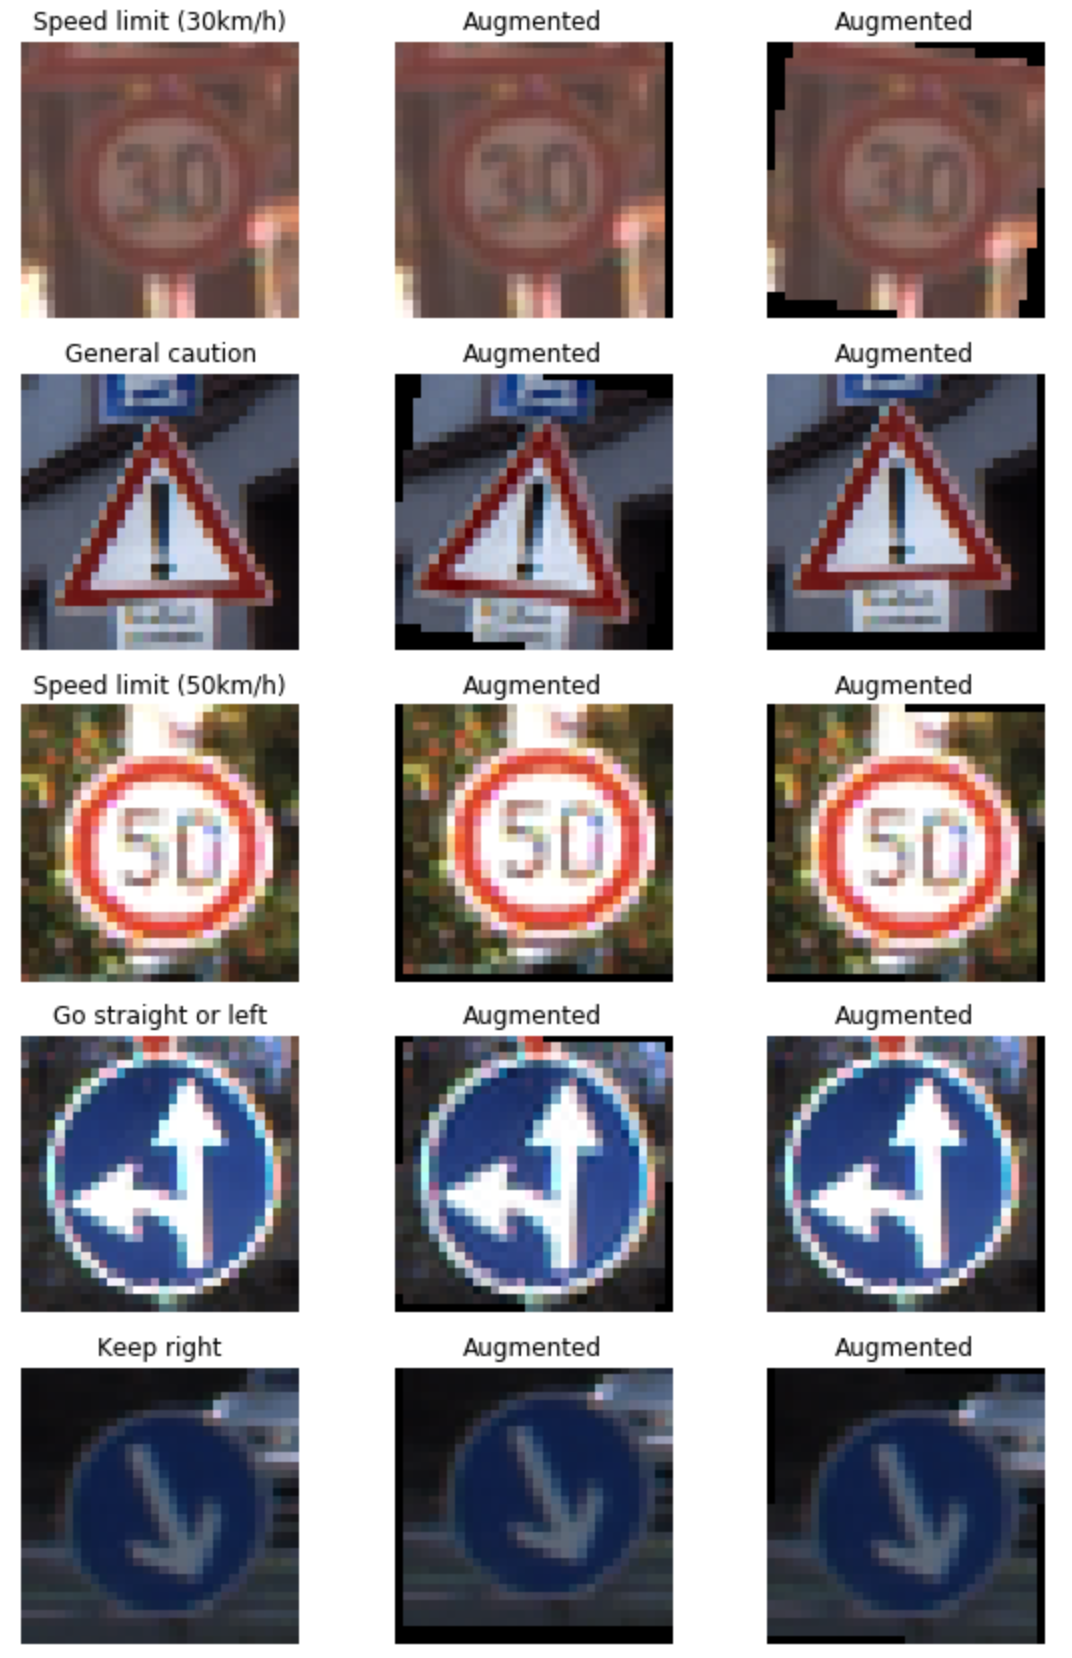 Speed limit (30km/h) Augmented Augmented
30 30 30
General caution Augmented Augmented
Speed limit (50km/h) Augmented Augmented
50 50 50
Go straight or left Augmented Augmented
Keep right Augmented Augmented